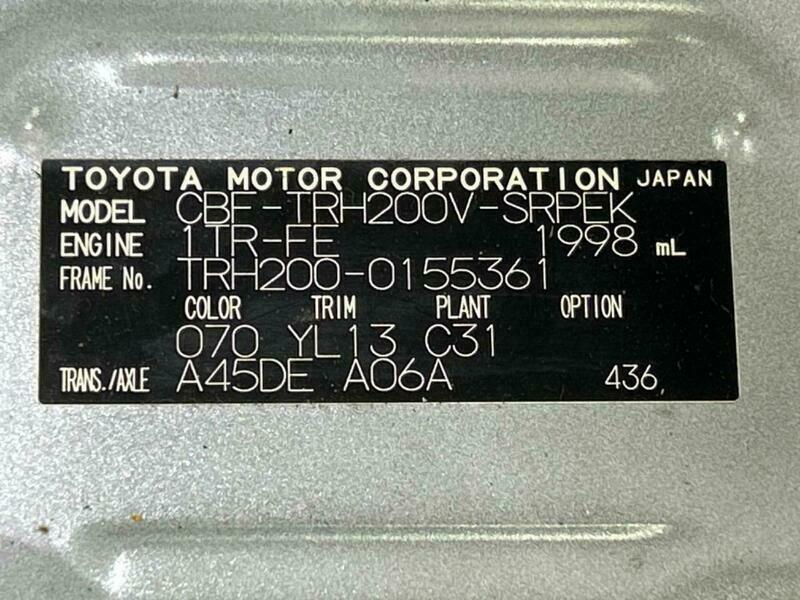 TOYOTA MOTOR CORPORATION JAPAN
MODEL CBF-TRH200V-SRPEK
ENGINE 1TR-FE 1998 mL
FRAME No. TRH200-0155361
COLOR TRIM PLANT OPTION
070 YL13 C31
TRANS./AXLE A45DE A06A 436